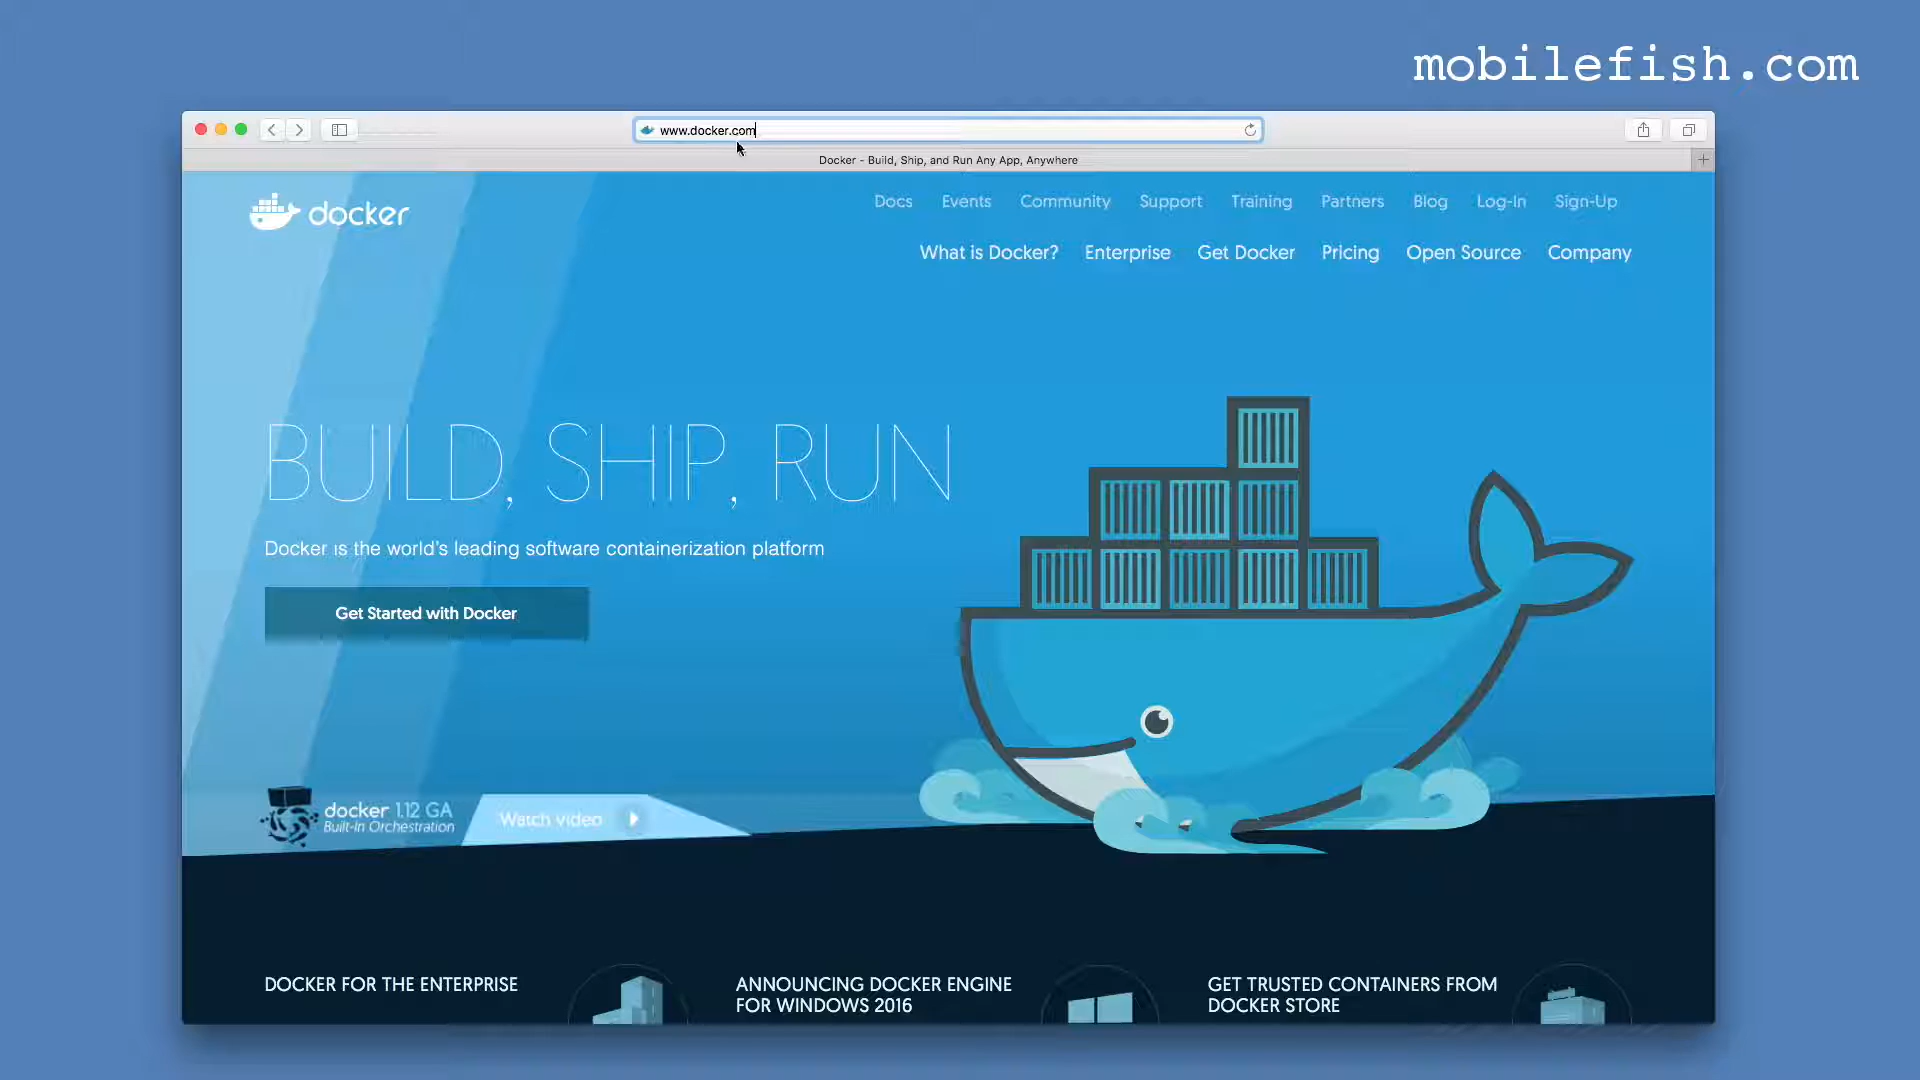 mobilefish.com
www.docker.com
Docker - Build, Ship, and Run Any App, Anywhere
docker
Docs Events Community Support Training Partners Blog Log-In Sign-Up
What is Docker? Enterprise Get Docker Pricing Open Source Company
BUILD, SHIP, RUN
Docker is the world's leading software containerization platform
Get Started with Docker
docker 1.12 GA
Built-In Orchestration
Watch video
DOCKER FOR THE ENTERPRISE
ANNOUNCING DOCKER ENGINE
FOR WINDOWS 2016
GET TRUSTED CONTAINERS FROM
DOCKER STORE